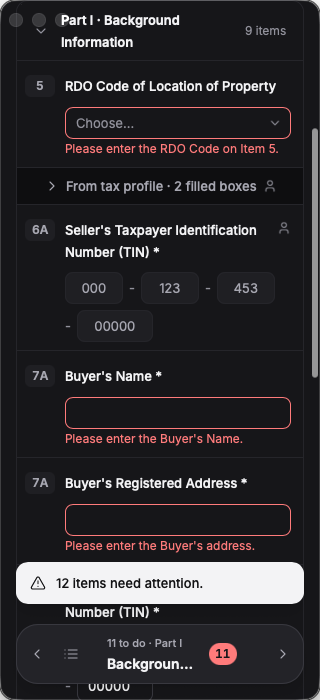 Part I · Background
Information
9 items
5
RDO Code of Location of Property
Choose...
Please enter the RDO Code on Item 5.
From tax profile · 2 filled boxes
6A
Seller's Taxpayer Identification
Number (TIN) *
000 - 123 - 453
- 00000
7A
Buyer's Name *
Please enter the Buyer's Name.
7A
Buyer's Registered Address *
Please enter the Buyer's address.
12 items need attention.
Number (TIN) *
11 to do · Part I
Backgroun...
11
- 00000